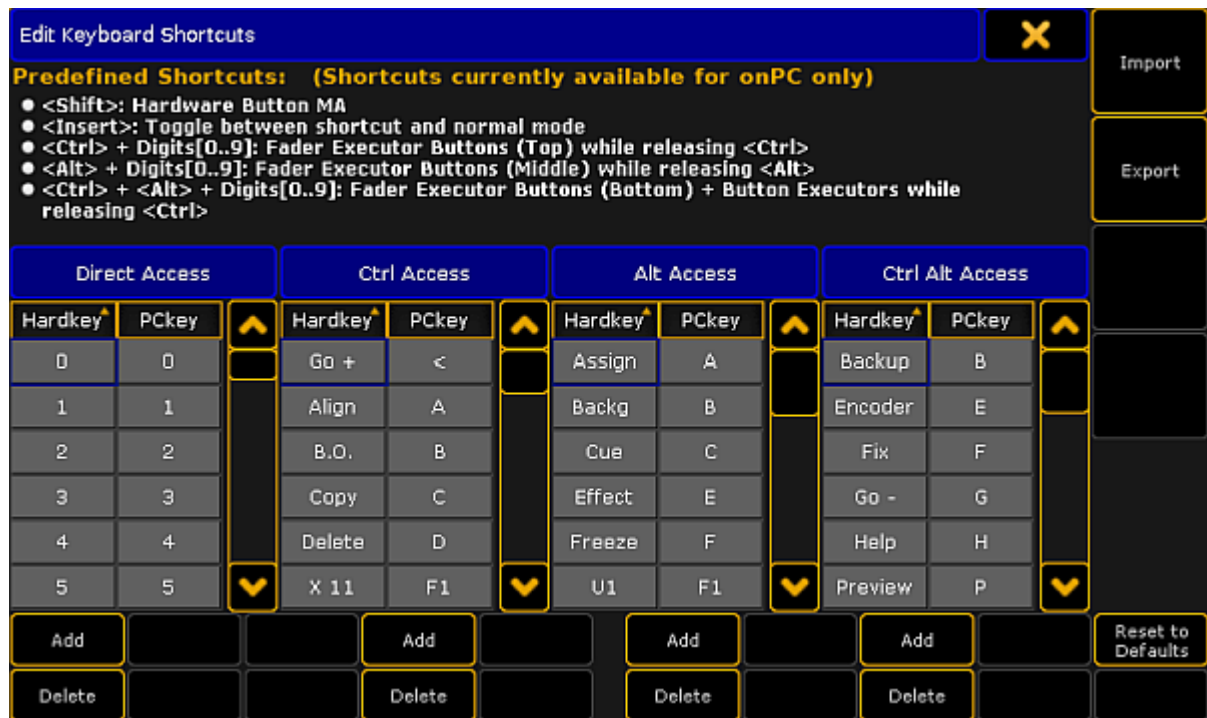 Edit Keyboard Shortcuts
Import
Predefined Shortcuts: (Shortcuts currently available for onPC only)
● <Shift>: Hardware Button MA
● <Insert>: Toggle between shortcut and normal mode
● <Ctrl> + Digits[0..9]: Fader Executor Buttons (Top) while releasing <Ctrl>
● <Alt> + Digits[0..9]: Fader Executor Buttons (Middle) while releasing <Alt>
● <Ctrl> + <Alt> + Digits[0..9]: Fader Executor Buttons (Bottom) + Button Executors while
releasing <Ctrl>
Export
Direct Access Ctrl Access Alt Access Ctrl Alt Access
Hardkey PCkey Hardkey PCkey Hardkey PCkey Hardkey PCkey
0 0 Go + < Assign A Backup B
1 1 Align A Backg B Encoder E
2 2 B.O. B Cue C Fix F
3 3 Copy C Effect E Go - G
4 4 Delete D Freeze F Help H
5 5 X 11 F1 U1 F1 Preview P
Add Add Add Add Reset to
Defaults
Delete Delete Delete Delete